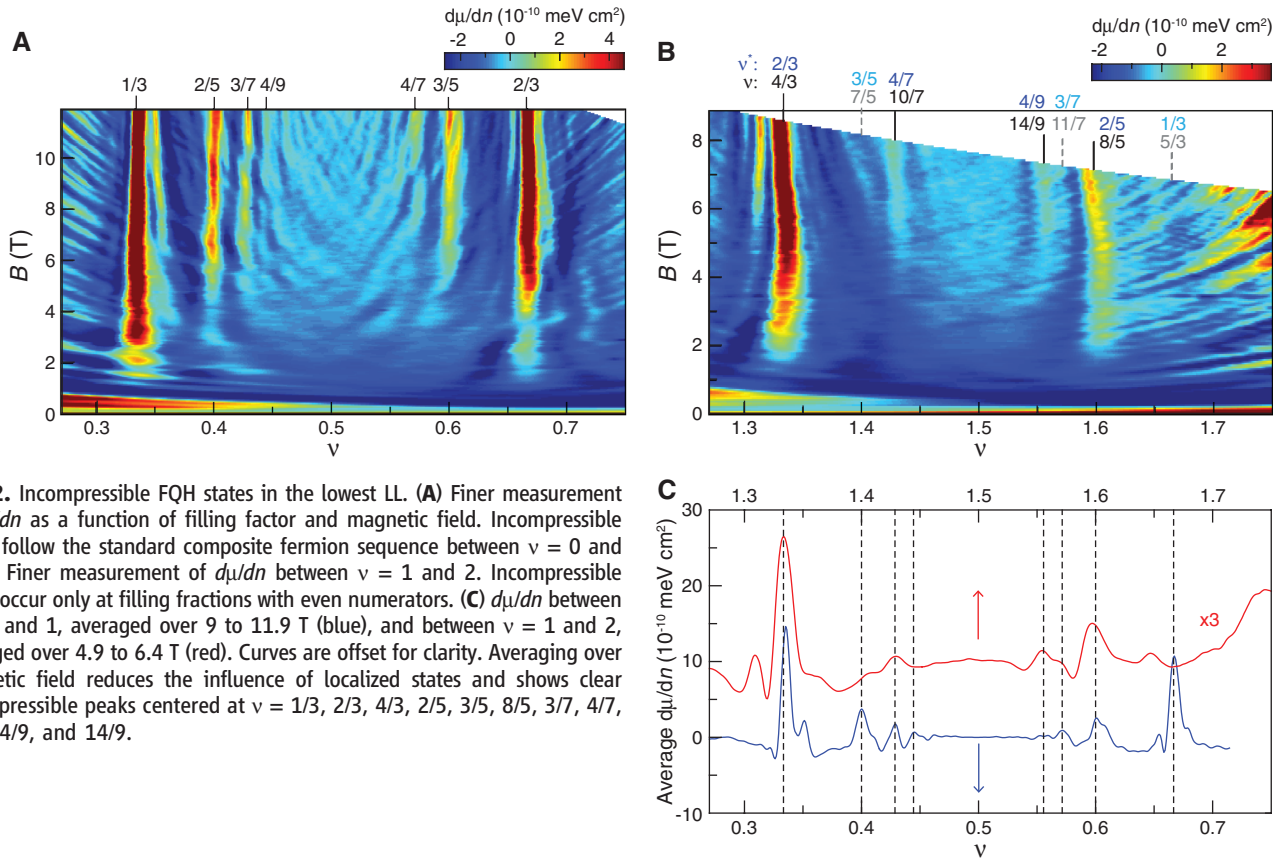 A
dμ/dn (10⁻¹⁰ meV cm²)
-2 0 2 4
1/3 2/5 3/7 4/9 4/7 3/5 2/3
10
8
6
4
2
0
B (T)
0.3 0.4 0.5 0.6 0.7
ν
B
dμ/dn (10⁻¹⁰ meV cm²)
-2 0 2
ν*: 2/3 3/5 4/7 4/9 3/7 2/5 1/3
ν: 4/3 7/5 10/7 14/9 11/7 8/5 5/3
8
6
4
2
0
B (T)
1.3 1.4 1.5 1.6 1.7
ν
2. Incompressible FQH states in the lowest LL. (A) Finer measurement
dn as a function of filling factor and magnetic field. Incompressible
follow the standard composite fermion sequence between ν = 0 and
Finer measurement of dμ/dn between ν = 1 and 2. Incompressible
occur only at filling fractions with even numerators. (C) dμ/dn between
and 1, averaged over 9 to 11.9 T (blue), and between ν = 1 and 2,
ged over 4.9 to 6.4 T (red). Curves are offset for clarity. Averaging over
etic field reduces the influence of localized states and shows clear
pressible peaks centered at ν = 1/3, 2/3, 4/3, 2/5, 3/5, 8/5, 3/7, 4/7,
4/9, and 14/9.
C
1.3 1.4 1.5 1.6 1.7
30
20
10
0
-10
Average dμ/dn (10⁻¹⁰ meV cm²)
x3
0.3 0.4 0.5 0.6 0.7
ν